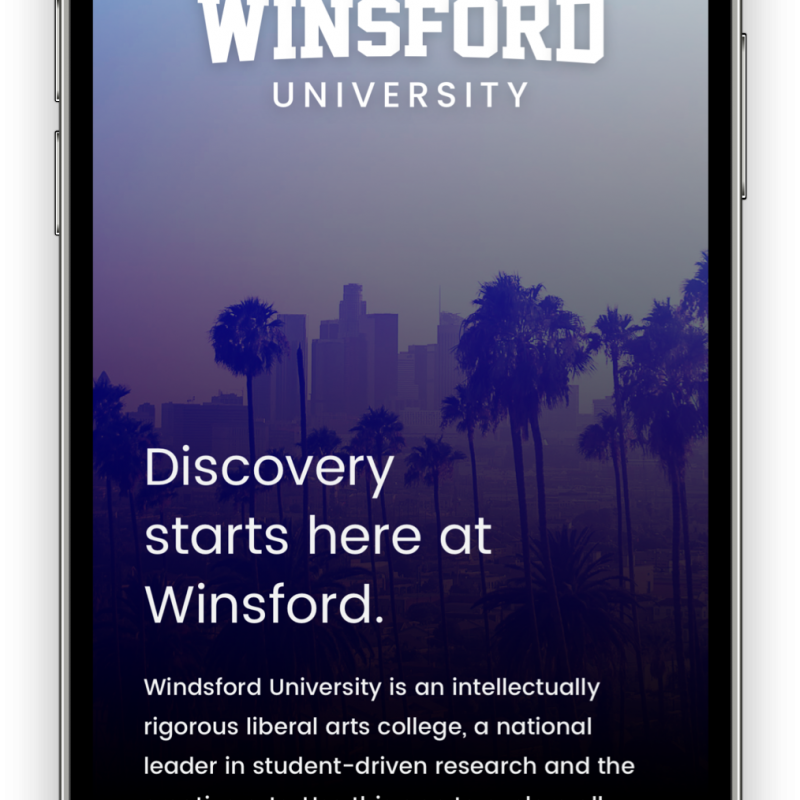 WINSFORD
UNIVERSITY
Discovery
starts here at
Winsford.
Windsford University is an intellectually
rigorous liberal arts college, a national
leader in student-driven research and the